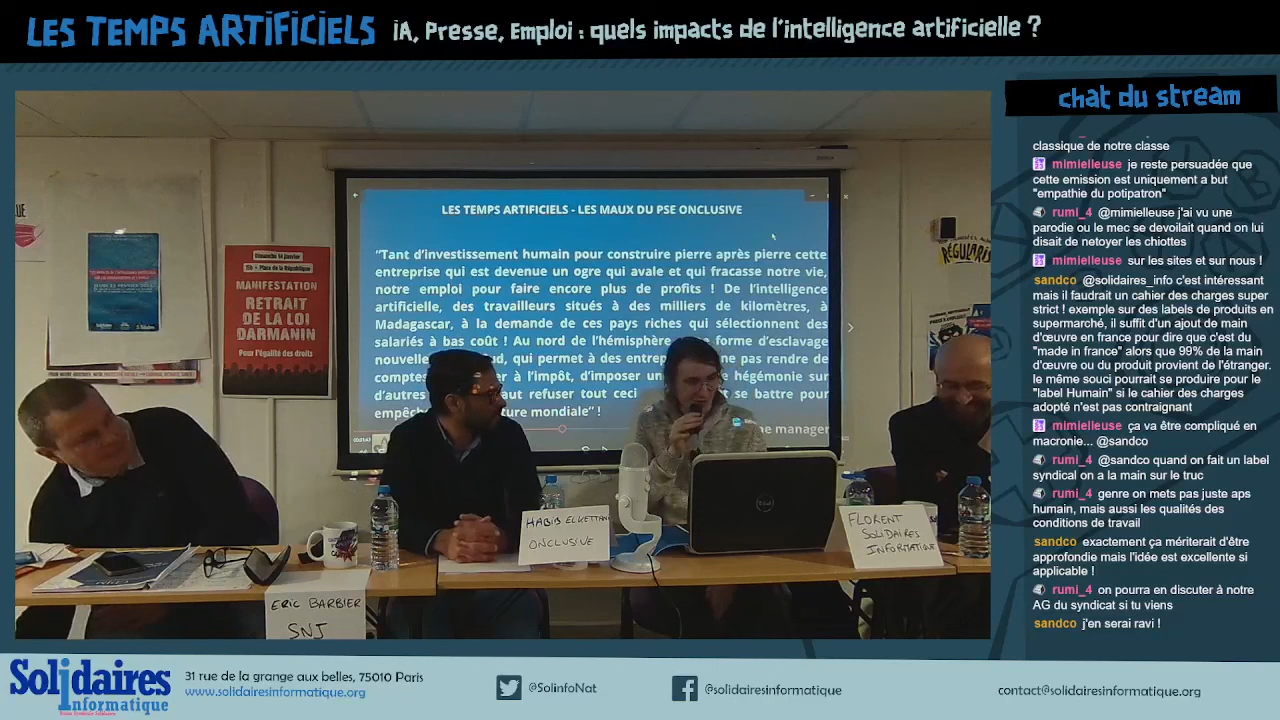 LES TEMPS ARTIFICIELS
IA, Presse, Emploi : quels impacts de l'intelligence artificielle ?
chat du stream
classique de notre classe
mimielleuse je reste persuadée que
cette emission est uniquement a but
"empathie du potipatron"
rumi_4 @mimielleuse j'ai vu une
parodie ou le mec se devoilait quand on lui
disait de netoyer les chiottes
mimielleuse sur les sites et sur nous !
sandco @solidaires_info c'est intéressant
mais il faudrait un cahier des charges super
strict ! exemple sur des labels de produits en
supermarché, il suffit d'un ajout de main
d'œuvre en france pour dire que c'est du
"made in france" alors que 99% de la main
d'œuvre ou du produit provient de l'étranger.
le même souci pourrait se produire pour le
"label Humain" si le cahier des charges
adopté n'est pas contraignant
mimielleuse ça va être compliqué en
macronie... @sandco
rumi_4 @sandco quand on fait un label
syndical on a la main sur le truc
rumi_4 genre on mets pas juste aps
humain, mais aussi les qualités des
conditions de travail
sandco exactement ça mériterait d'être
approfondie mais l'idée est excellente si
applicable !
rumi_4 on pourra en discuter à notre
AG du syndicat si tu viens
sandco j'en serai ravi !
LES TEMPS ARTIFICIELS - LES MAUX DU PSE ONCLUSIVE
"Tant d'investissement humain pour construire pierre après pierre cette
entreprise qui est devenue un ogre qui avale et qui fracasse notre vie,
notre emploi pour faire encore plus de profits ! De l'intelligence
artificielle, des travailleurs situés à des milliers de kilomètres, à
Madagascar, à la demande de ces pays riches qui sélectionnent des
salariés à bas coût ! Au nord de l'hémisphère forme d'esclavage
nouvelle ud, qui permet à des entrep ne pas rendre de
comptes er à l'impôt, d'imposer un hégémonie sur
d'autres aut refuser tout ceci se battre pour
empêch ture mondiale" !
ne manager
Dimanche 14 janvier
15h - Place de la République
MANIFESTATION
RETRAIT
DE LA LOI
DARMANIN
Pour l'égalité des droits
RÉGULARIS
HABIB ELKETTANI
ONCLUSIVE
FLORENT
SOLIDAIRES
INFORMATIQUE
ERIC BARBIER
SNJ
DELL
Solidaires
Informatique
31 rue de la grange aux belles, 75010 Paris
www.solidairesinformatique.org
@SolinfoNat
@solidairesinformatique
contact@solidairesinformatique.org